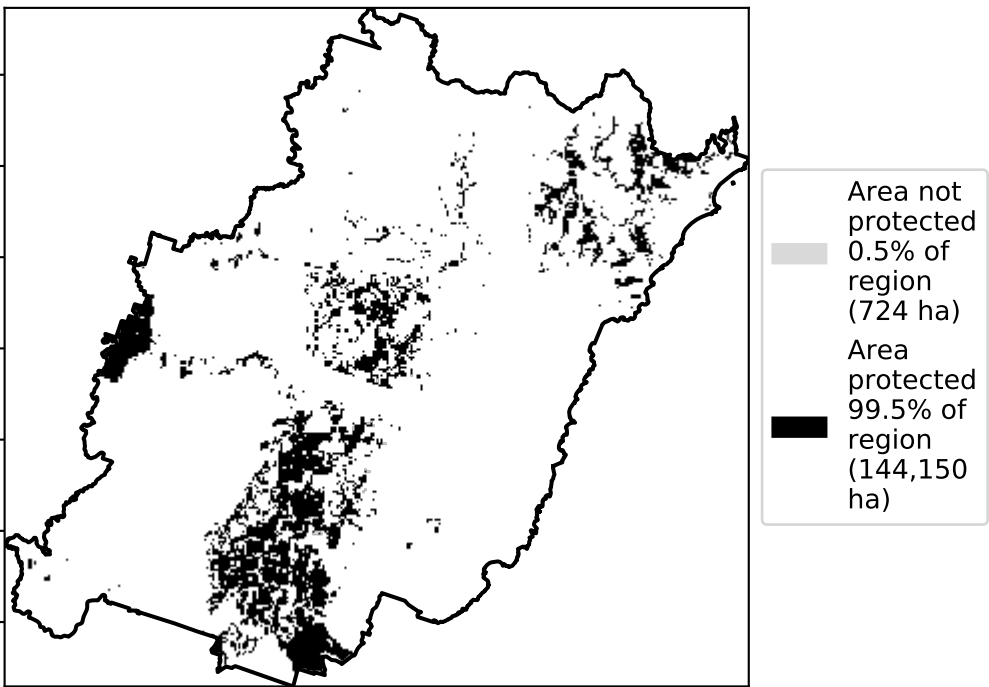 Area not
protected
0.5% of
region
(724 ha)
Area
protected
99.5% of
region
(144,150
ha)